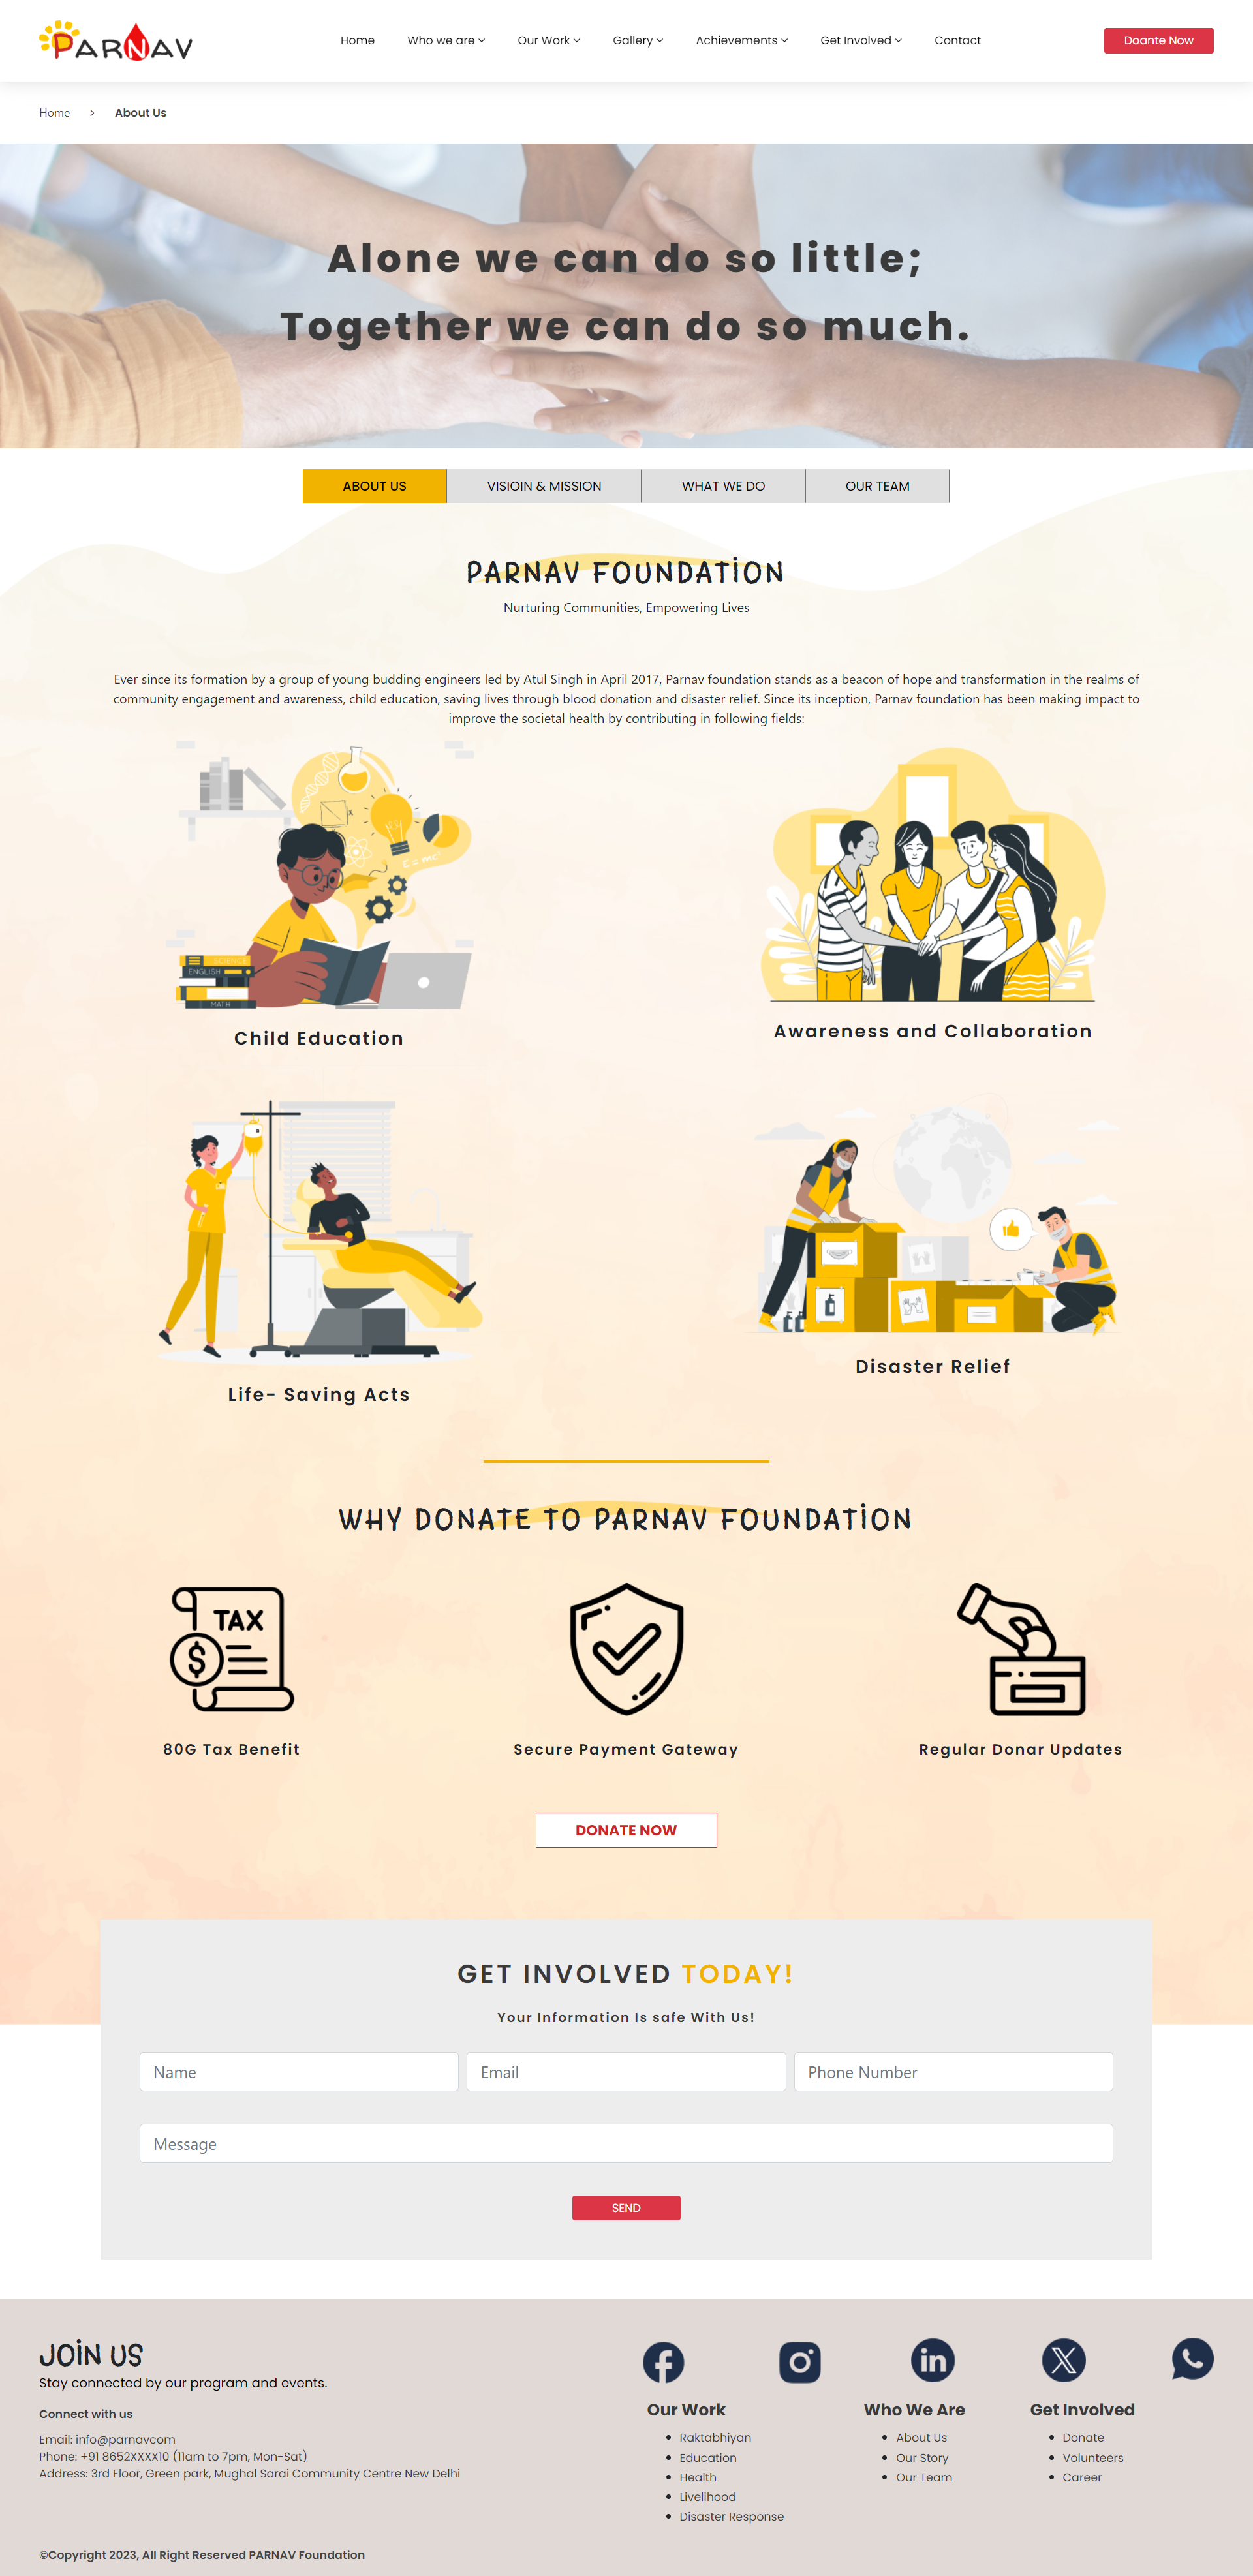 PARNAV
Home
Who we are
Our Work
Gallery
Achievements
Get Involved
Contact
Doante Now
Home > About Us
Alone we can do so little;
Together we can do so much.
ABOUT US
VISIOIN & MISSION
WHAT WE DO
OUR TEAM
PARNAV FOUNDATION
Nurturing Communities, Empowering Lives
Ever since its formation by a group of young budding engineers led by Atul Singh in April 2017, Parnav foundation stands as a beacon of hope and transformation in the realms of
community engagement and awareness, child education, saving lives through blood donation and disaster relief. Since its inception, Parnav foundation has been making impact to
improve the societal health by contributing in following fields:
E = mc²
SCIENCE
ENGLISH
MATH
Child Education
Awareness and Collaboration
Life- Saving Acts
Disaster Relief
WHY DONATE TO PARNAV FOUNDATION
TAX
$
80G Tax Benefit
Secure Payment Gateway
Regular Donar Updates
DONATE NOW
GET INVOLVED TODAY!
Your Information Is safe With Us!
Name
Email
Phone Number
Message
SEND
JOIN US
Stay connected by our program and events.
Connect with us
Email: info@parnavcom
Phone: +91 8652XXXX10 (11am to 7pm, Mon-Sat)
Address: 3rd Floor, Green park, Mughal Sarai Community Centre New Delhi
Our Work
Raktabhiyan
Education
Health
Livelihood
Disaster Response
Who We Are
About Us
Our Story
Our Team
Get Involved
Donate
Volunteers
Career
©Copyright 2023, All Right Reserved PARNAV Foundation